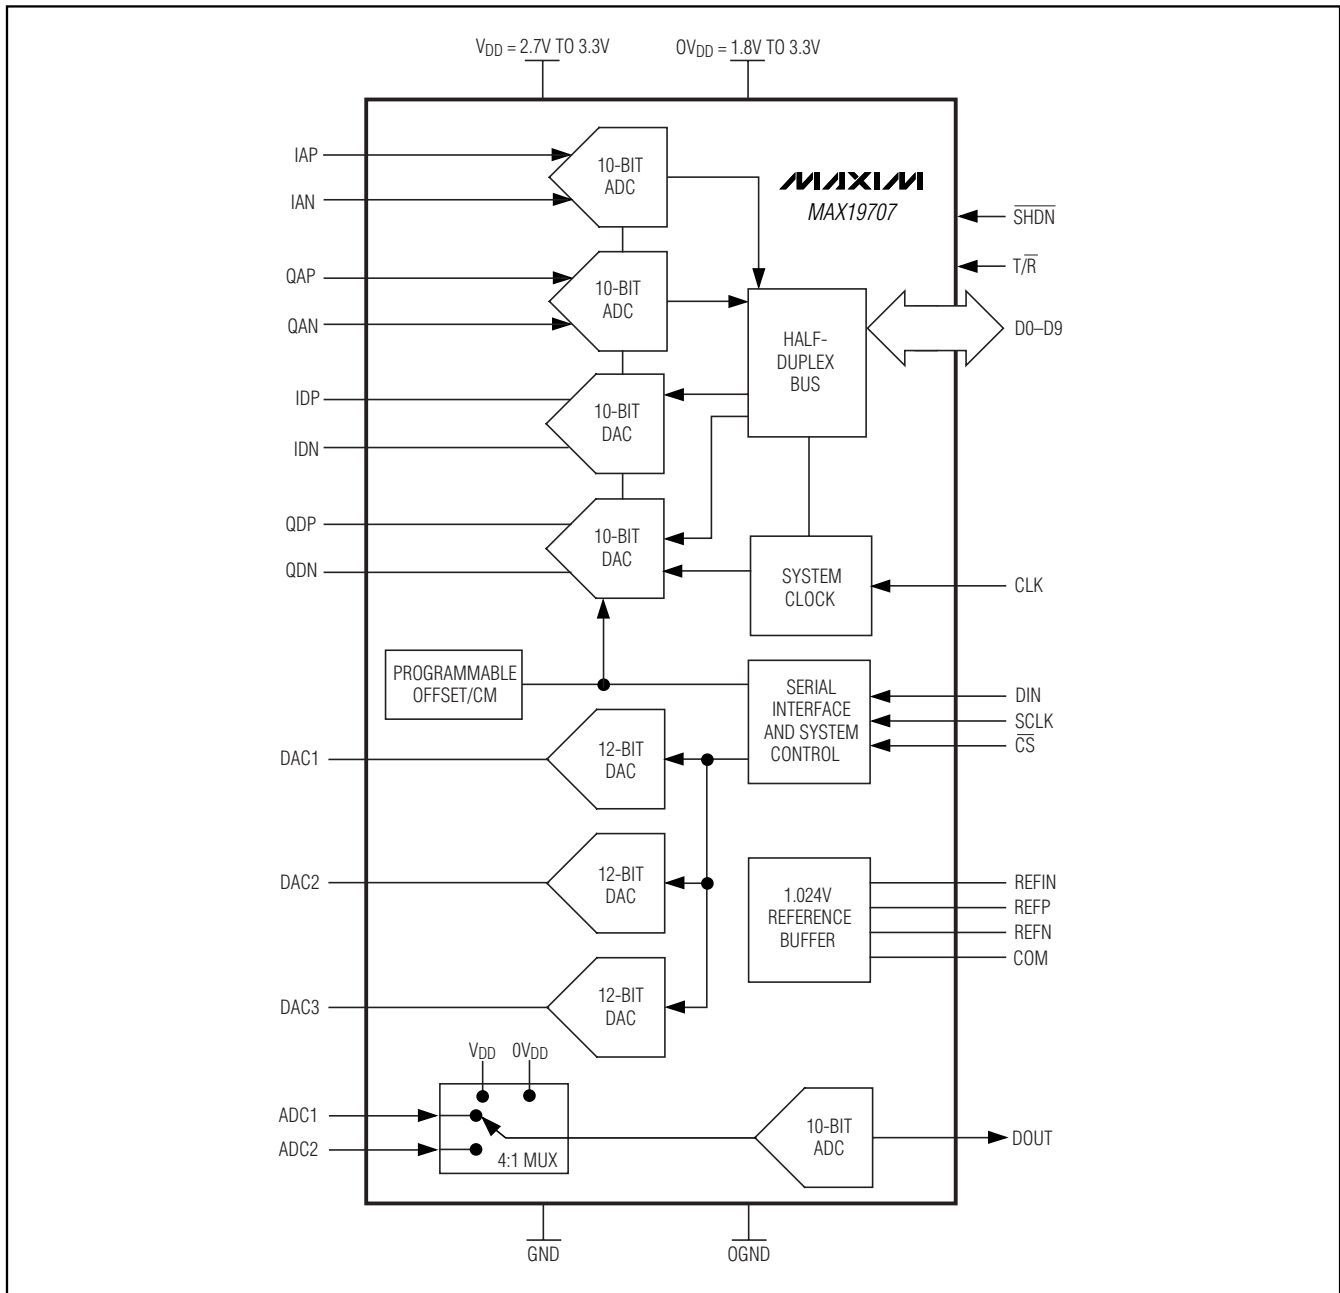 VDD = 2.7V TO 3.3V
OVDD = 1.8V TO 3.3V
IAP
IAN
10-BIT
ADC
MAXIM
MAX19707
SHDN
T/R
QAP
QAN
10-BIT
ADC
HALF-
DUPLEX
BUS
D0–D9
IDP
IDN
10-BIT
DAC
QDP
QDN
10-BIT
DAC
SYSTEM
CLOCK
CLK
PROGRAMMABLE
OFFSET/CM
SERIAL
INTERFACE
AND SYSTEM
CONTROL
DIN
SCLK
CS
DAC1
12-BIT
DAC
DAC2
12-BIT
DAC
1.024V
REFERENCE
BUFFER
REFIN
REFP
REFN
COM
DAC3
12-BIT
DAC
VDD
OVDD
ADC1
ADC2
4:1 MUX
10-BIT
ADC
DOUT
GND
OGND